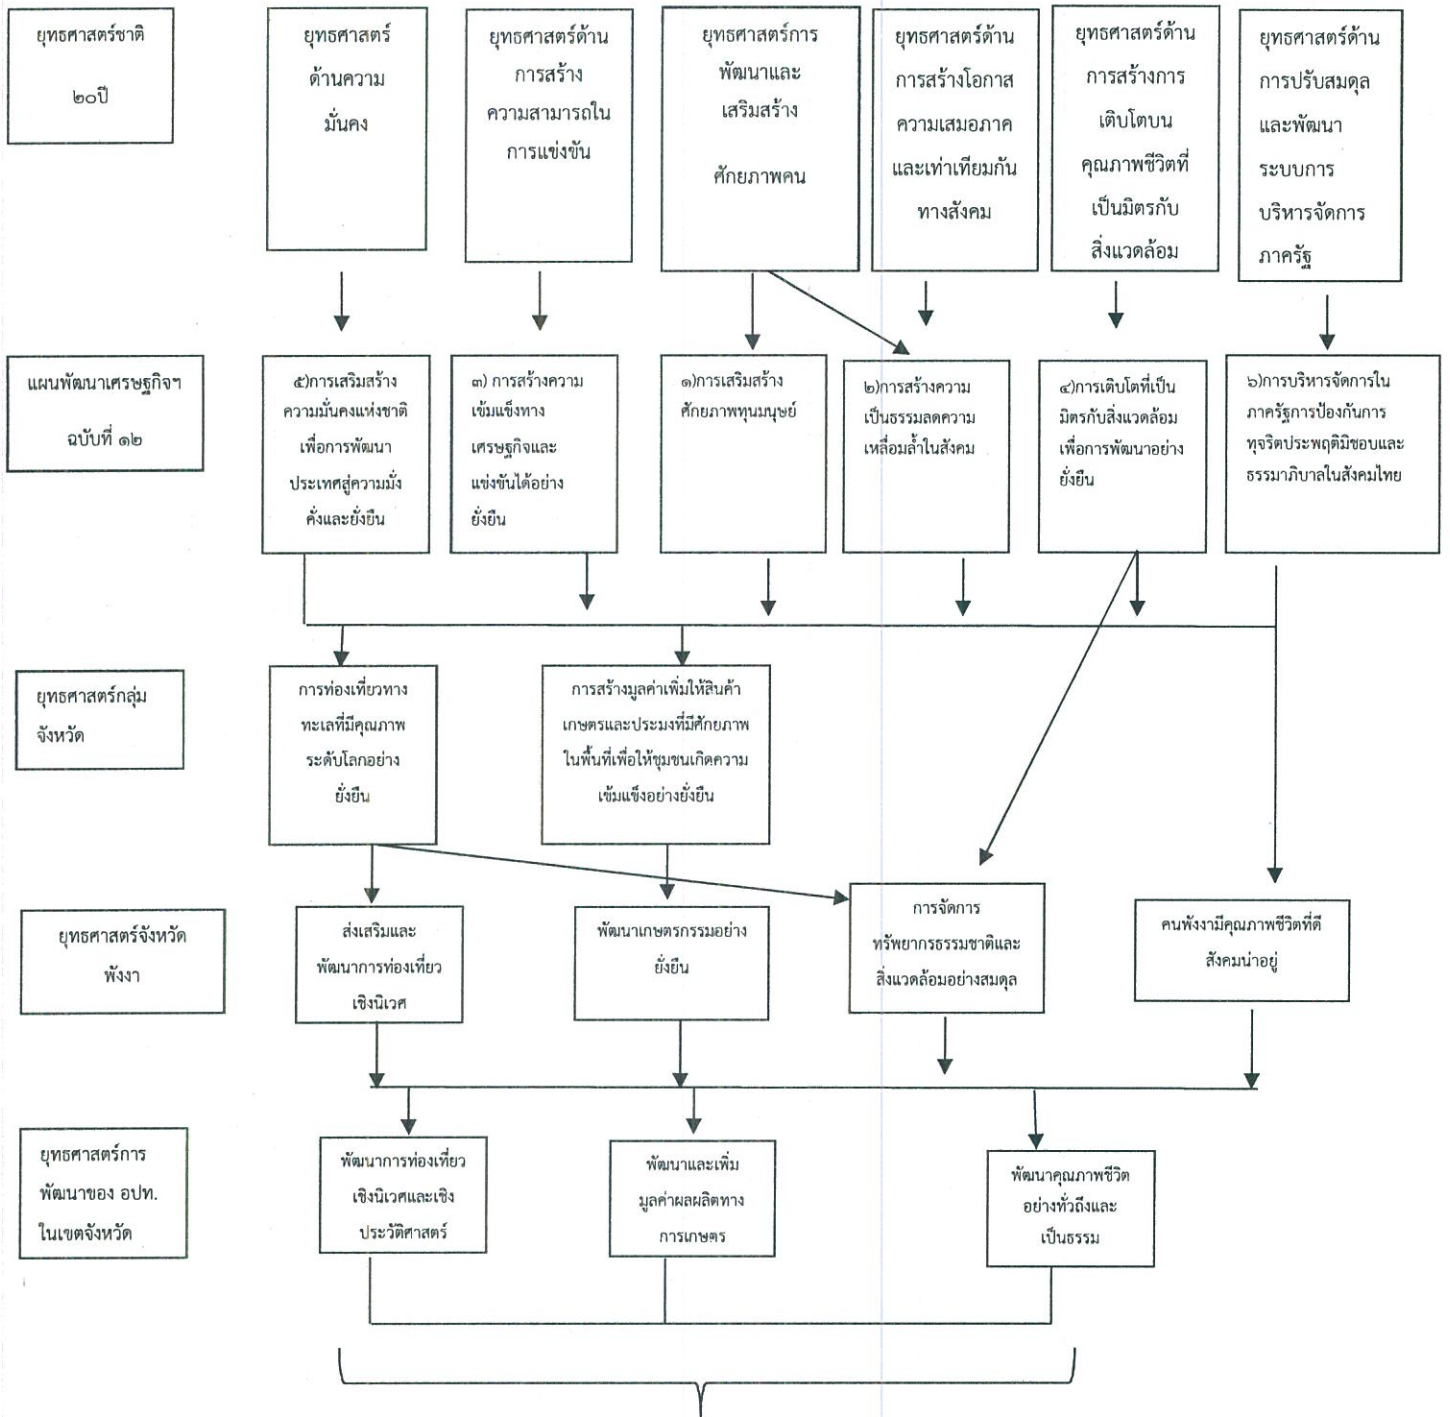 ยุทธศาสตร์ชาติ
๒๐ปี
ยุทธศาสตร์
ด้านความ
มั่นคง
ยุทธศาสตร์ด้าน
การสร้าง
ความสามารถใน
การแข่งขัน
ยุทธศาสตร์การ
พัฒนาและ
เสริมสร้าง
ศักยภาพคน
ยุทธศาสตร์ด้าน
การสร้างโอกาส
ความเสมอภาค
และเท่าเทียมกัน
ทางสังคม
ยุทธศาสตร์ด้าน
การสร้างการ
เติบโตบน
คุณภาพชีวิตที่
เป็นมิตรกับ
สิ่งแวดล้อม
ยุทธศาสตร์ด้าน
การปรับสมดุล
และพัฒนา
ระบบการ
บริหารจัดการ
ภาครัฐ
แผนพัฒนาเศรษฐกิจฯ
ฉบับที่ ๑๒
๕)การเสริมสร้าง
ความมั่นคงแห่งชาติ
เพื่อการพัฒนา
ประเทศสู่ความมั่ง
คั่งและยั่งยืน
๓) การสร้างความ
เข้มแข็งทาง
เศรษฐกิจและ
แข่งขันได้อย่าง
ยั่งยืน
๑)การเสริมสร้าง
ศักยภาพทุนมนุษย์
๒)การสร้างความ
เป็นธรรมลดความ
เหลื่อมล้ำในสังคม
๔)การเติบโตที่เป็น
มิตรกับสิ่งแวดล้อม
เพื่อการพัฒนาอย่าง
ยั่งยืน
๖)การบริหารจัดการใน
ภาครัฐการป้องกันการ
ทุจริตประพฤติมิชอบและ
ธรรมาภิบาลในสังคมไทย
ยุทธศาสตร์กลุ่ม
จังหวัด
การท่องเที่ยวทาง
ทะเลที่มีคุณภาพ
ระดับโลกอย่าง
ยั่งยืน
การสร้างมูลค่าเพิ่มให้สินค้า
เกษตรและประมงที่มีศักยภาพ
ในพื้นที่เพื่อให้ชุมชนเกิดความ
เข้มแข็งอย่างยั่งยืน
ยุทธศาสตร์จังหวัด
พังงา
ส่งเสริมและ
พัฒนาการท่องเที่ยว
เชิงนิเวศ
พัฒนาเกษตรกรรมอย่าง
ยั่งยืน
การจัดการ
ทรัพยากรธรรมชาติและ
สิ่งแวดล้อมอย่างสมดุล
คนพังงามีคุณภาพชีวิตที่ดี
สังคมน่าอยู่
ยุทธศาสตร์การ
พัฒนาของ อปท.
ในเขตจังหวัด
พัฒนาการท่องเที่ยว
เชิงนิเวศและเชิง
ประวัติศาสตร์
พัฒนาและเพิ่ม
มูลค่าผลผลิตทาง
การเกษตร
พัฒนาคุณภาพชีวิต
อย่างทั่วถึงและ
เป็นธรรม